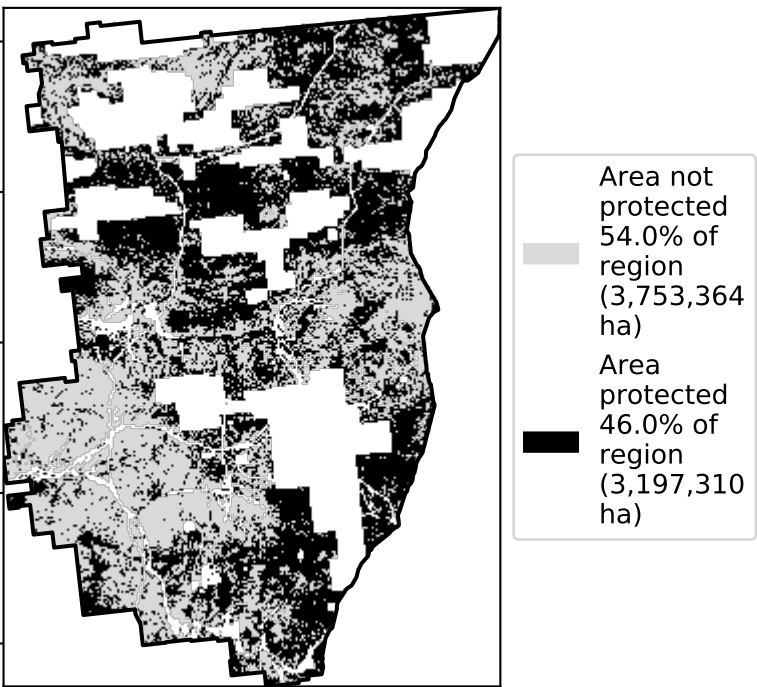 Area not
protected
54.0% of
region
(3,753,364
ha)
Area
protected
46.0% of
region
(3,197,310
ha)